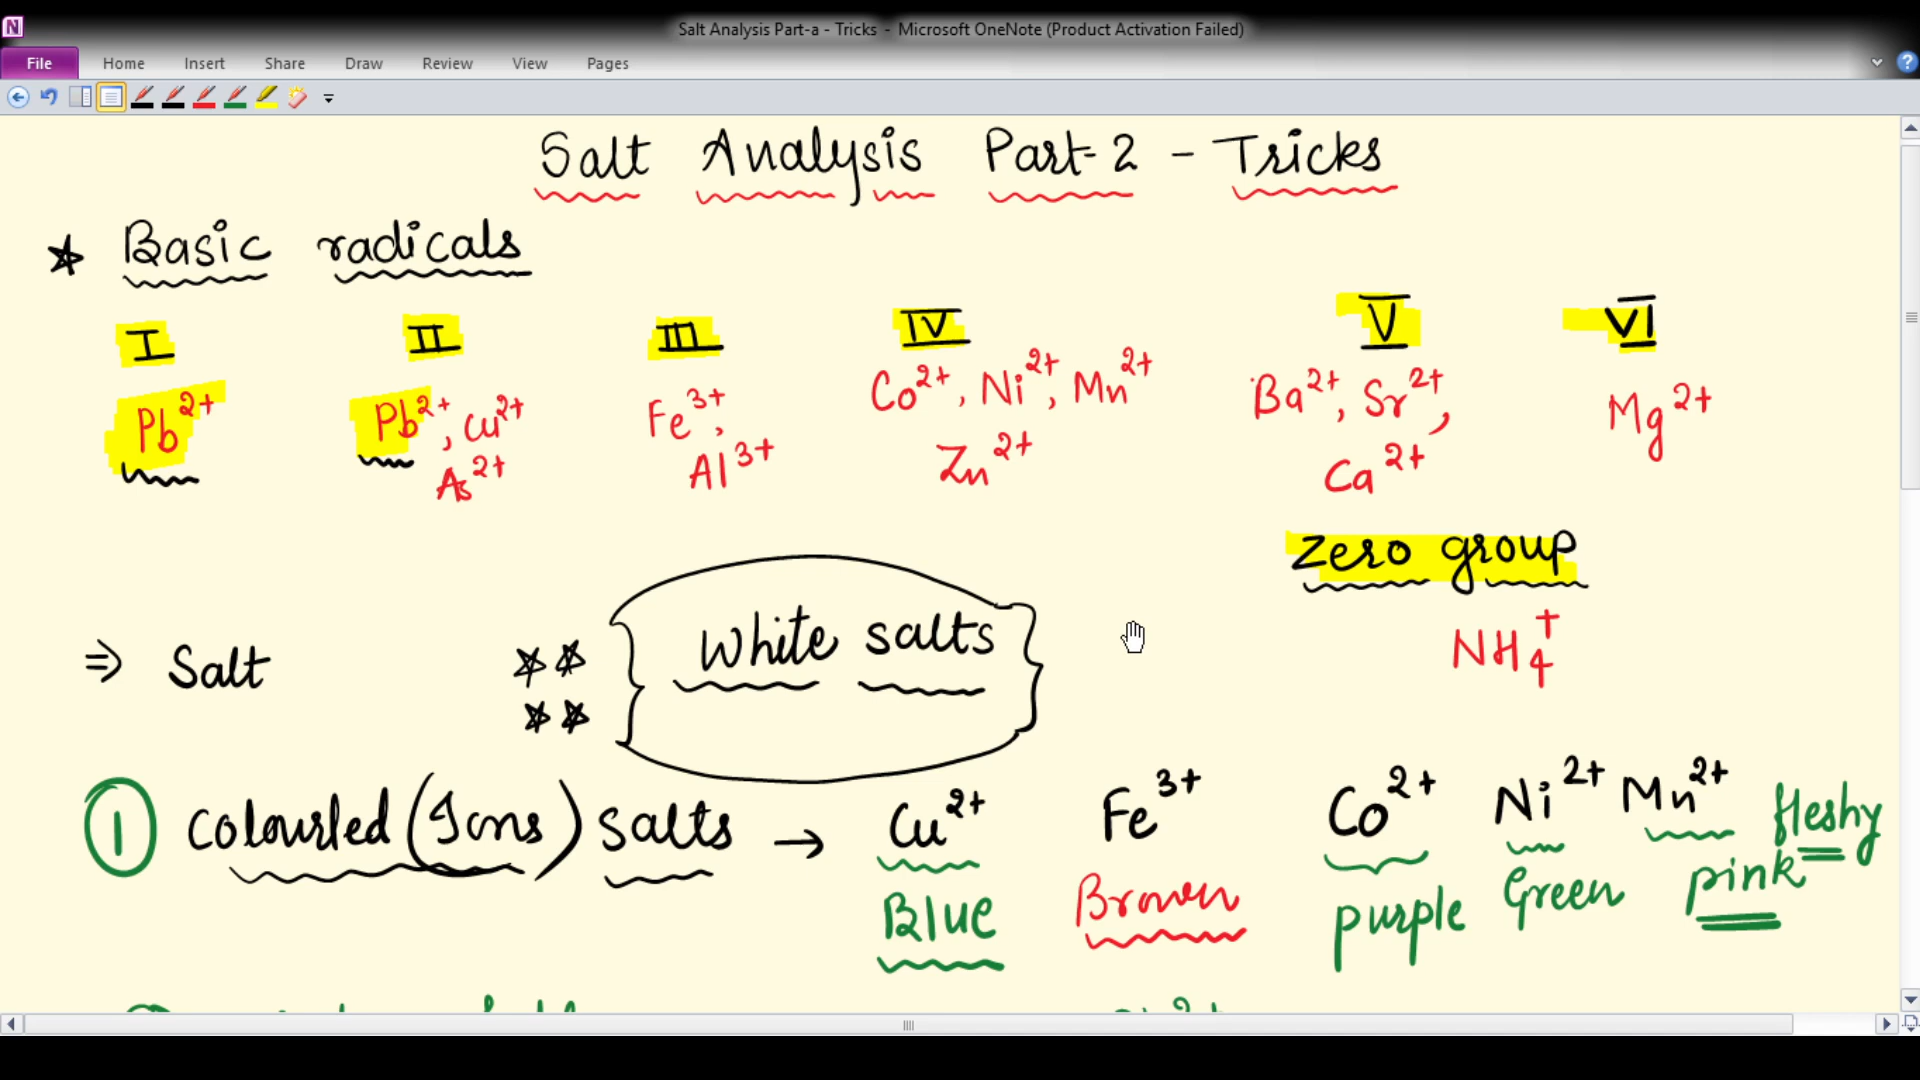 Salt Analysis Part-a - Tricks - Microsoft OneNote (Product Activation Failed)
File Home Insert Share Draw Review View Pages
Salt Analysis Part-2 - Tricks
★ Basic radicals
I II III IV V VI
Pb²⁺ Pb²⁺, Cu²⁺ Fe³⁺, Co²⁺, Ni²⁺, Mn²⁺ Ba²⁺, Sr²⁺, Mg²⁺
As²⁺ Al³⁺ Zn²⁺ Ca²⁺
Zero group
NH₄⁺
⇒ Salt ☆☆ ☆☆ { White salts }
① Coloured (Ions) salts → Cu²⁺ Fe³⁺ Co²⁺ Ni²⁺ Mn²⁺ fleshy
Blue Brown purple Green pink